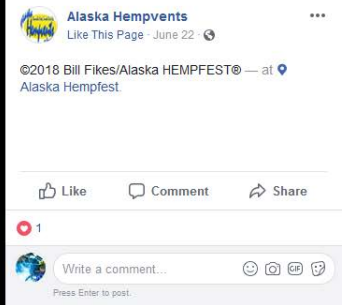 Alaska Hempvents
Like This Page · June 22 ·
©2018 Bill Fikes/Alaska HEMPFEST® — at
Alaska Hempfest.
Like Comment Share
1
Write a comment...
GIF
Press Enter to post.